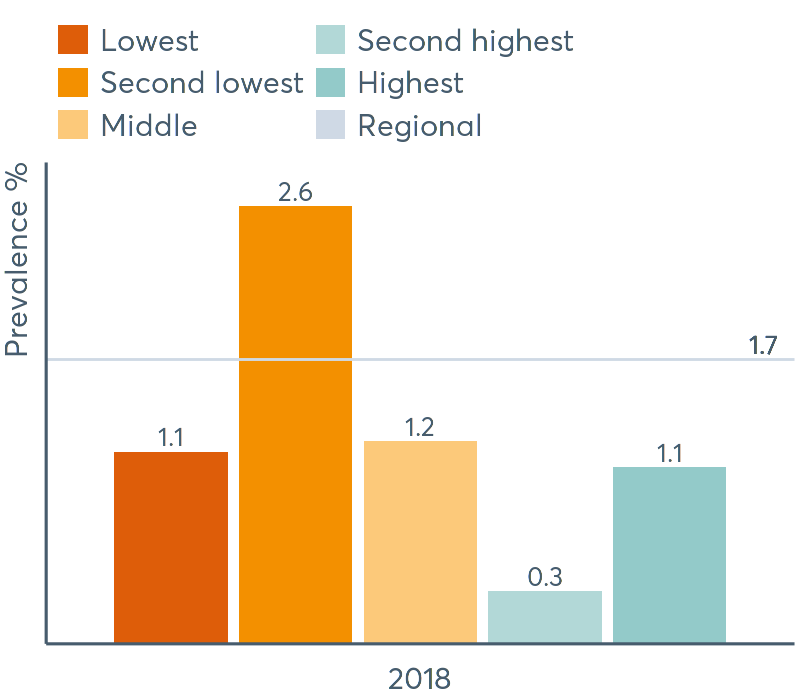 Lowest
Second lowest
Middle
Second highest
Highest
Regional
Prevalence %
1.1
2.6
1.2
0.3
1.1
1.7
2018